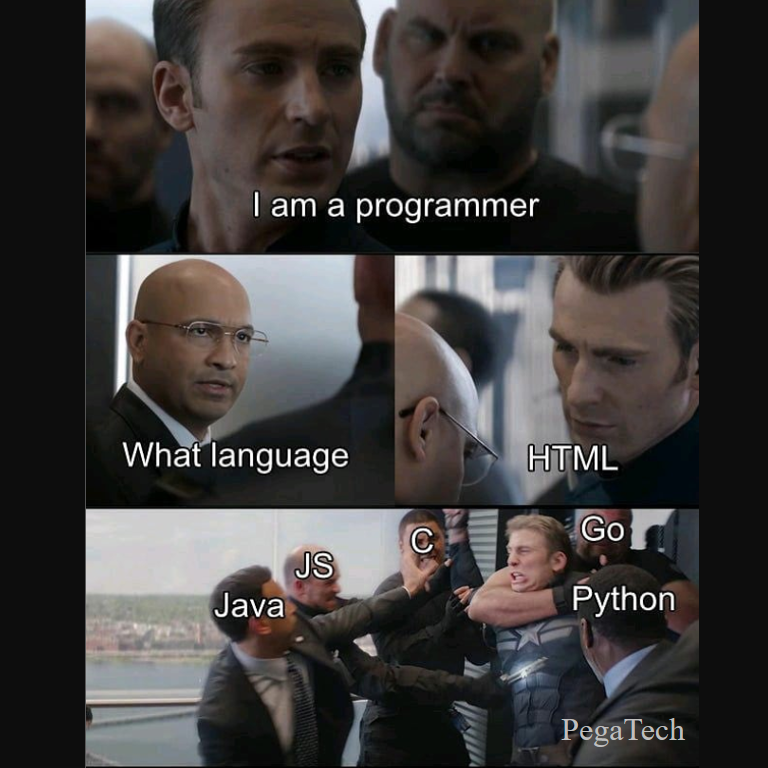 I am a programmer
What language
HTML
Go
C
JS
Java
Python
PegaTech